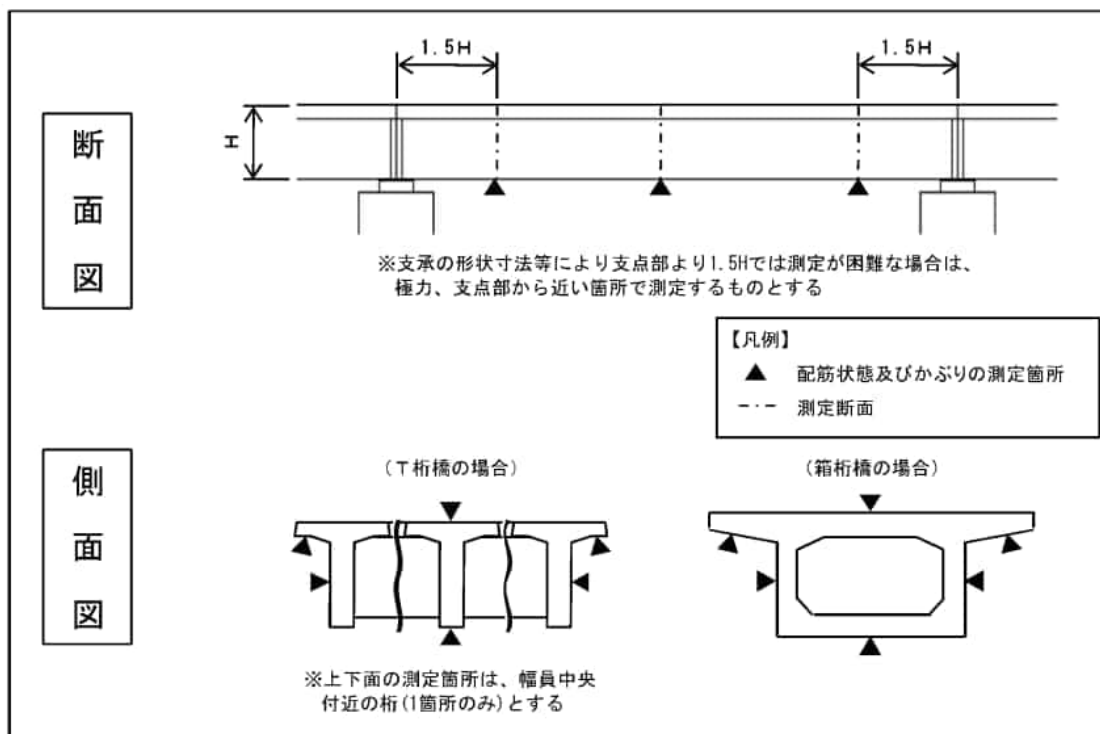 1.5H
1.5H
H
断面図
※支承の形状寸法等により支点部より1.5Hでは測定が困難な場合は、
極力、支点部から近い箇所で測定するものとする
【凡例】
▲ 配筋状態及びかぶりの測定箇所
-・- 測定断面
側面図
(T桁橋の場合)
(箱桁橋の場合)
※上下面の測定箇所は、幅員中央
付近の桁(1箇所のみ)とする